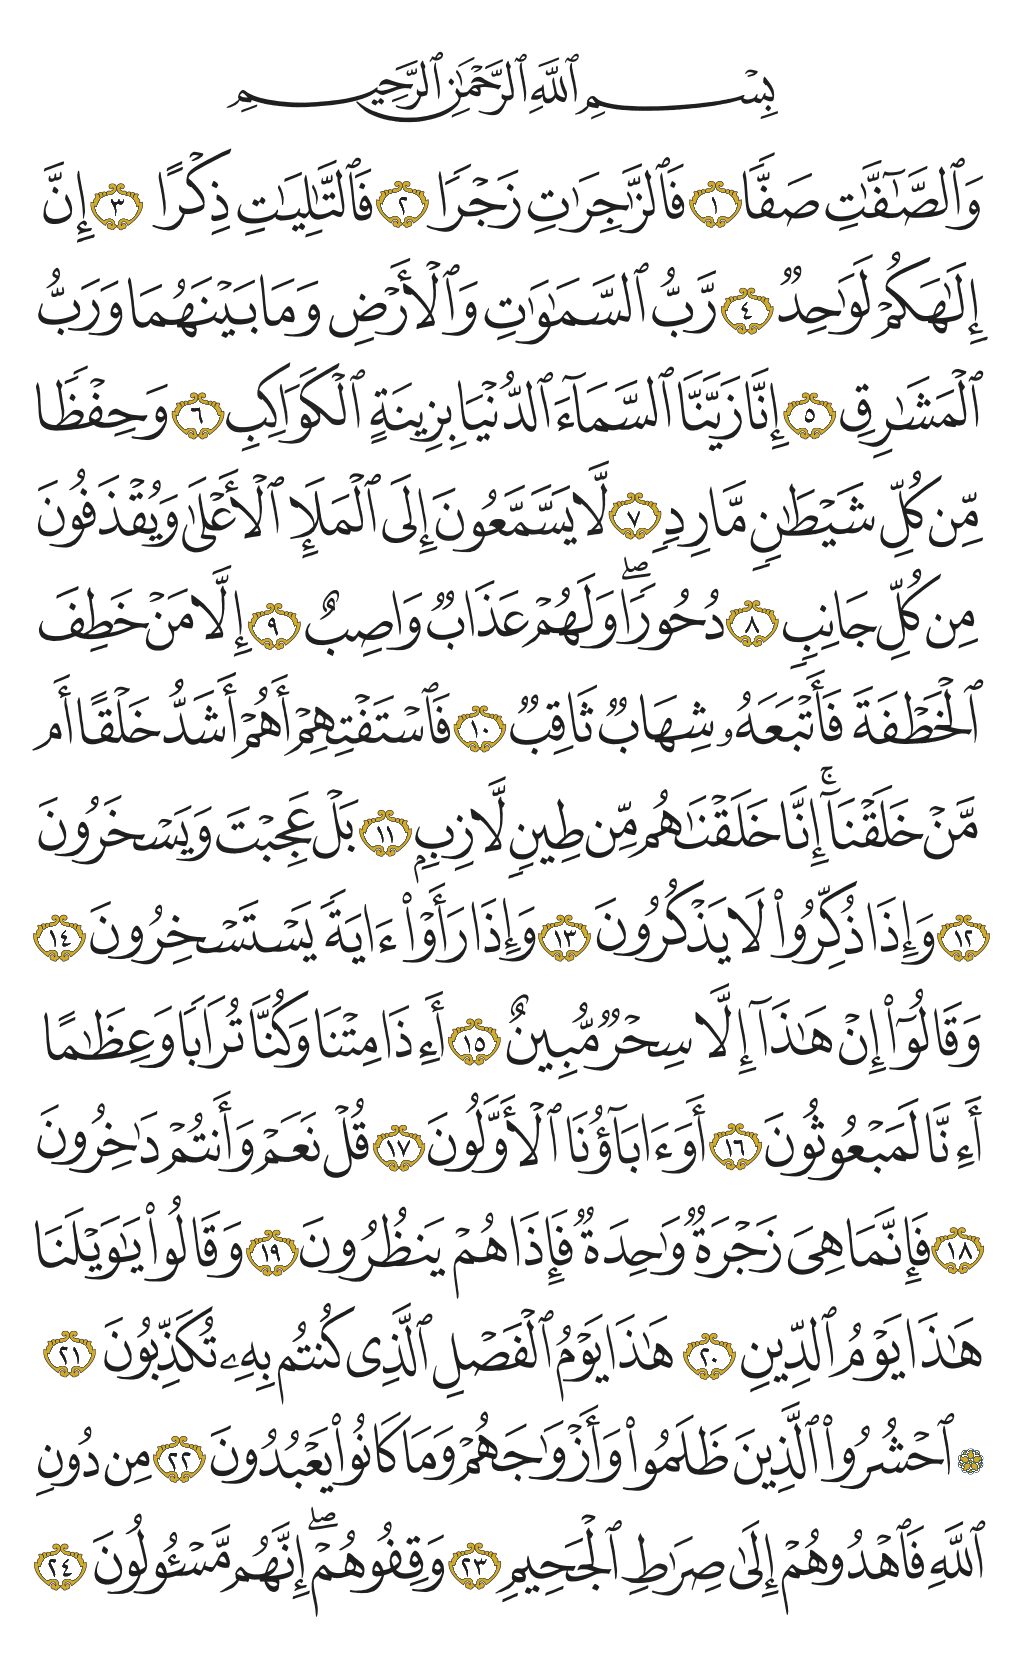 بِسْمِ ٱللَّهِ ٱلرَّحْمَٰنِ ٱلرَّحِيمِ
وَٱلصَّٰٓفَّٰتِ صَفًّا ١ فَٱلزَّٰجِرَٰتِ زَجْرًا ٢ فَٱلتَّٰلِيَٰتِ ذِكْرًا ٣ إِنَّ
إِلَٰهَكُمْ لَوَٰحِدٌ ٤ رَّبُّ ٱلسَّمَٰوَٰتِ وَٱلْأَرْضِ وَمَا بَيْنَهُمَا وَرَبُّ
ٱلْمَشَٰرِقِ ٥ إِنَّا زَيَّنَّا ٱلسَّمَآءَ ٱلدُّنْيَا بِزِينَةٍ ٱلْكَوَاكِبِ ٦ وَحِفْظًا
مِّن كُلِّ شَيْطَٰنٍ مَّارِدٍ ٧ لَّا يَسَّمَّعُونَ إِلَى ٱلْمَلَإِ ٱلْأَعْلَىٰ وَيُقْذَفُونَ
مِن كُلِّ جَانِبٍ ٨ دُحُورًا ۖ وَلَهُمْ عَذَابٌ وَاصِبٌ ٩ إِلَّا مَنْ خَطِفَ
ٱلْخَطْفَةَ فَأَتْبَعَهُۥ شِهَابٌ ثَاقِبٌ ١٠ فَٱسْتَفْتِهِمْ أَهُمْ أَشَدُّ خَلْقًا أَم
مَّنْ خَلَقْنَآ ۚ إِنَّا خَلَقْنَٰهُم مِّن طِينٍ لَّازِبٍۭ ١١ بَلْ عَجِبْتَ وَيَسْخَرُونَ
١٢ وَإِذَا ذُكِّرُوا۟ لَا يَذْكُرُونَ ١٣ وَإِذَا رَأَوْا۟ ءَايَةً يَسْتَسْخِرُونَ ١٤
وَقَالُوٓا۟ إِنْ هَٰذَآ إِلَّا سِحْرٌ مُّبِينٌ ١٥ أَءِذَا مِتْنَا وَكُنَّا تُرَابًا وَعِظَٰمًا
أَءِنَّا لَمَبْعُوثُونَ ١٦ أَوَءَابَآؤُنَا ٱلْأَوَّلُونَ ١٧ قُلْ نَعَمْ وَأَنتُمْ دَٰخِرُونَ
١٨ فَإِنَّمَا هِىَ زَجْرَةٌ وَٰحِدَةٌ فَإِذَا هُمْ يَنظُرُونَ ١٩ وَقَالُوا۟ يَٰوَيْلَنَا
هَٰذَا يَوْمُ ٱلدِّينِ ٢٠ هَٰذَا يَوْمُ ٱلْفَصْلِ ٱلَّذِى كُنتُم بِهِۦ تُكَذِّبُونَ ٢١
۞ ٱحْشُرُوا۟ ٱلَّذِينَ ظَلَمُوا۟ وَأَزْوَٰجَهُمْ وَمَا كَانُوا۟ يَعْبُدُونَ ٢٢ مِن دُونِ
ٱللَّهِ فَٱهْدُوهُمْ إِلَىٰ صِرَٰطِ ٱلْجَحِيمِ ٢٣ وَقِفُوهُمْ ۖ إِنَّهُم مَّسْـُٔولُونَ ٢٤